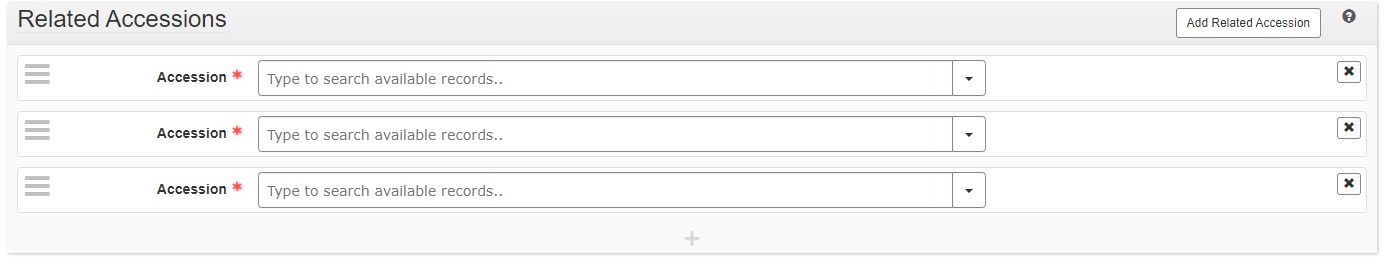 Related Accessions
Add Related Accession
Accession * Type to search available records..
Accession * Type to search available records..
Accession * Type to search available records..